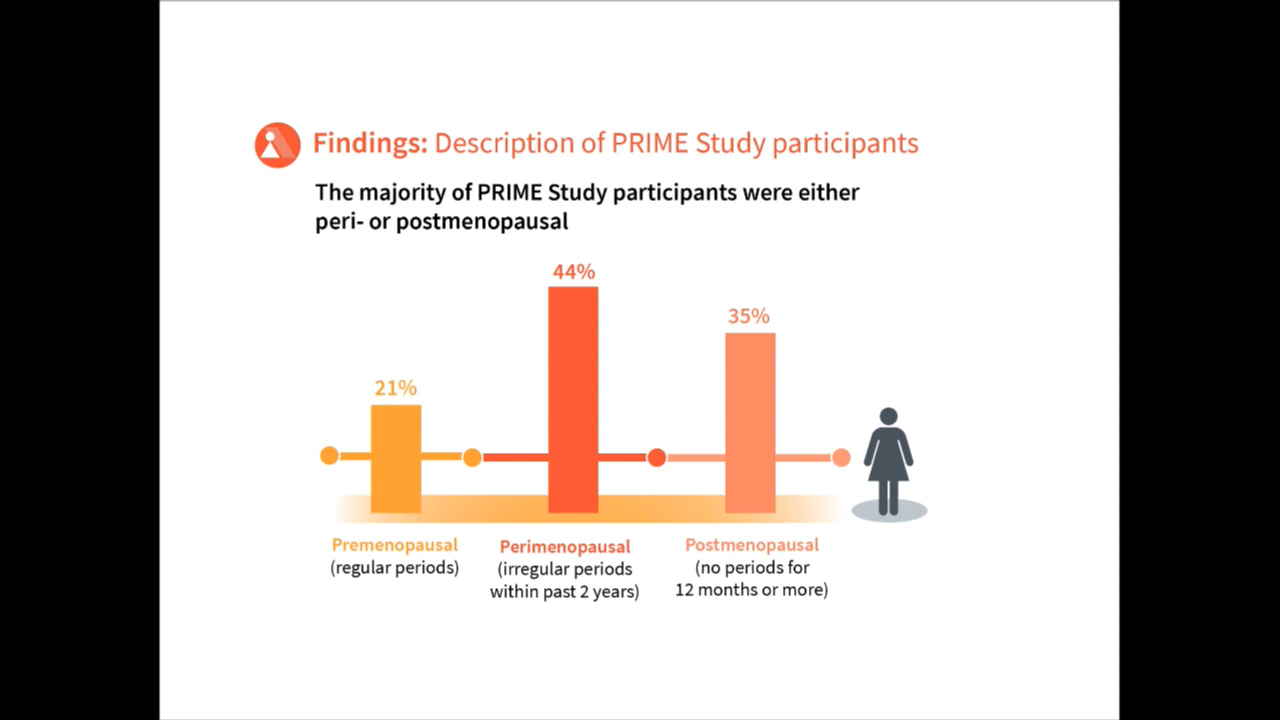 Findings: Description of PRIME Study participants
The majority of PRIME Study participants were either
peri- or postmenopausal
44%
35%
21%
Premenopausal
(regular periods)
Perimenopausal
(irregular periods
within past 2 years)
Postmenopausal
(no periods for
12 months or more)